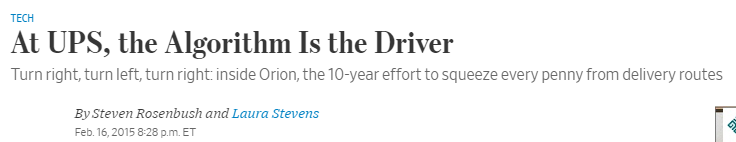 TECH
At UPS, the Algorithm Is the Driver
Turn right, turn left, turn right: inside Orion, the 10-year effort to squeeze every penny from delivery routes
By Steven Rosenbush and Laura Stevens
Feb. 16, 2015 8:28 p.m. ET